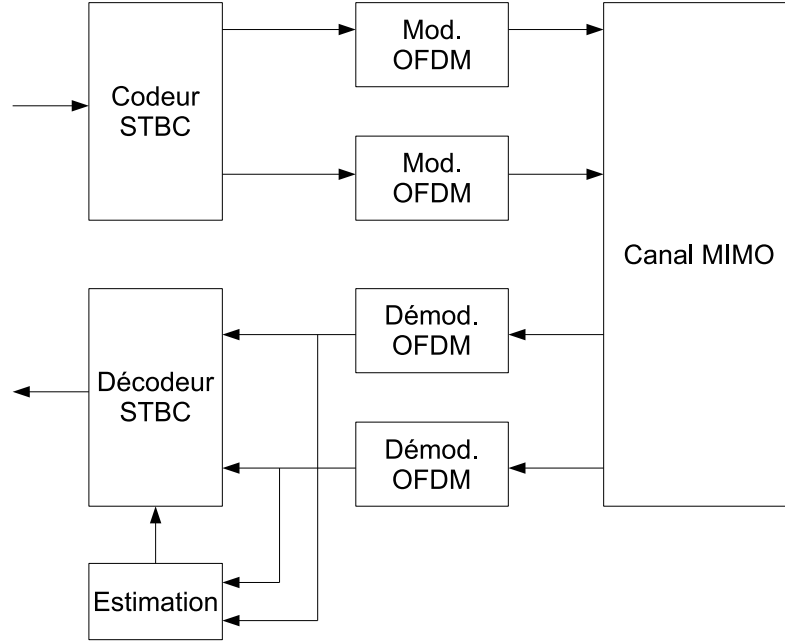 Mod.
OFDM
Codeur
STBC
Mod.
OFDM
Canal MIMO
Démod.
OFDM
Décodeur
STBC
Démod.
OFDM
Estimation